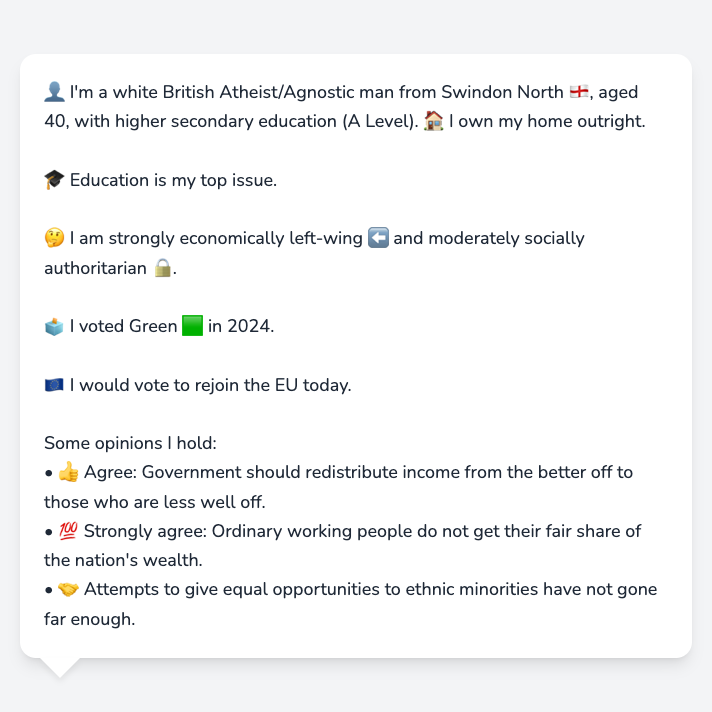 👤 I'm a white British Atheist/Agnostic man from Swindon North 🏴󠁧󠁢󠁥󠁮󠁧󠁿, aged
40, with higher secondary education (A Level). 🏠 I own my home outright.
🎓 Education is my top issue.
🤔 I am strongly economically left-wing ⬅️ and moderately socially
authoritarian 🔒.
🗳️ I voted Green 🟩 in 2024.
🇪🇺 I would vote to rejoin the EU today.
Some opinions I hold:
• 👍 Agree: Government should redistribute income from the better off to
those who are less well off.
• 💯 Strongly agree: Ordinary working people do not get their fair share of
the nation's wealth.
• 🤝 Attempts to give equal opportunities to ethnic minorities have not gone
far enough.